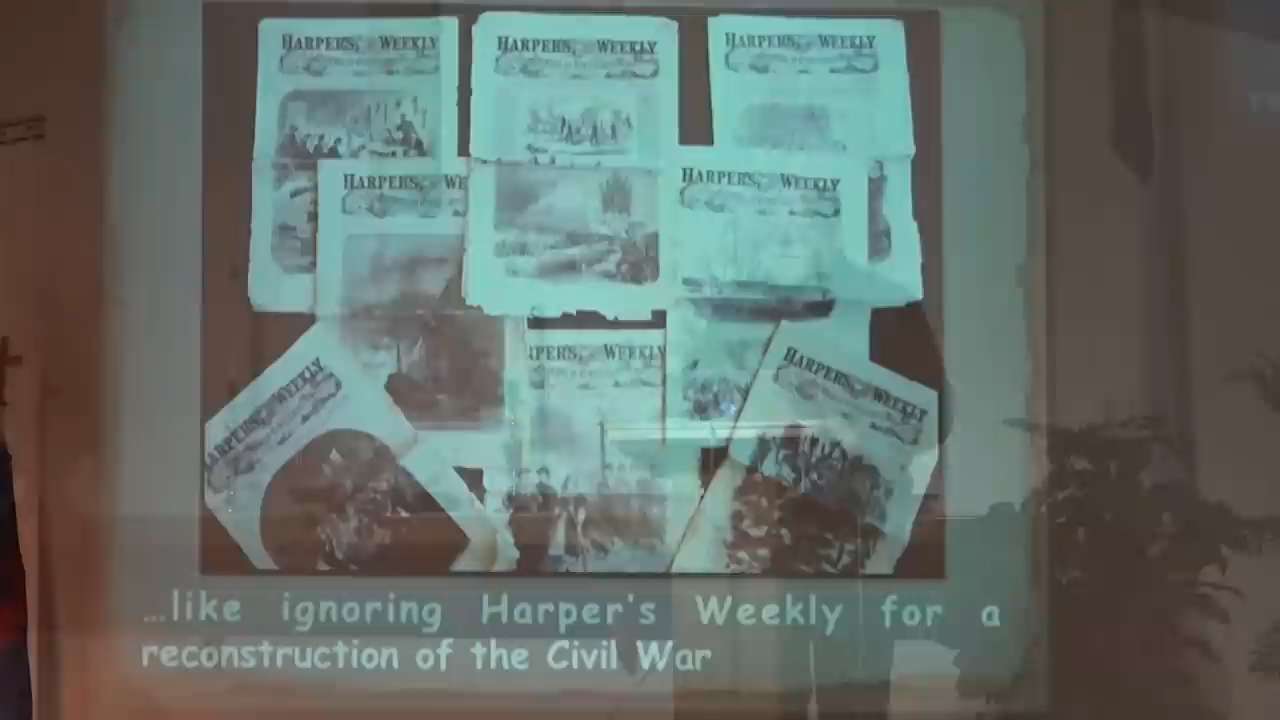 HARPER'S WEEKLY
HARPER'S WEEKLY
HARPER'S WEEKLY
HARPER'S, WE
HARPER'S WEEKLY
HARPER'S WEEKLY
RPER'S, WEEKLY
HARPER'S WEEKLY
…like ignoring Harper's Weekly for a
reconstruction of the Civil War